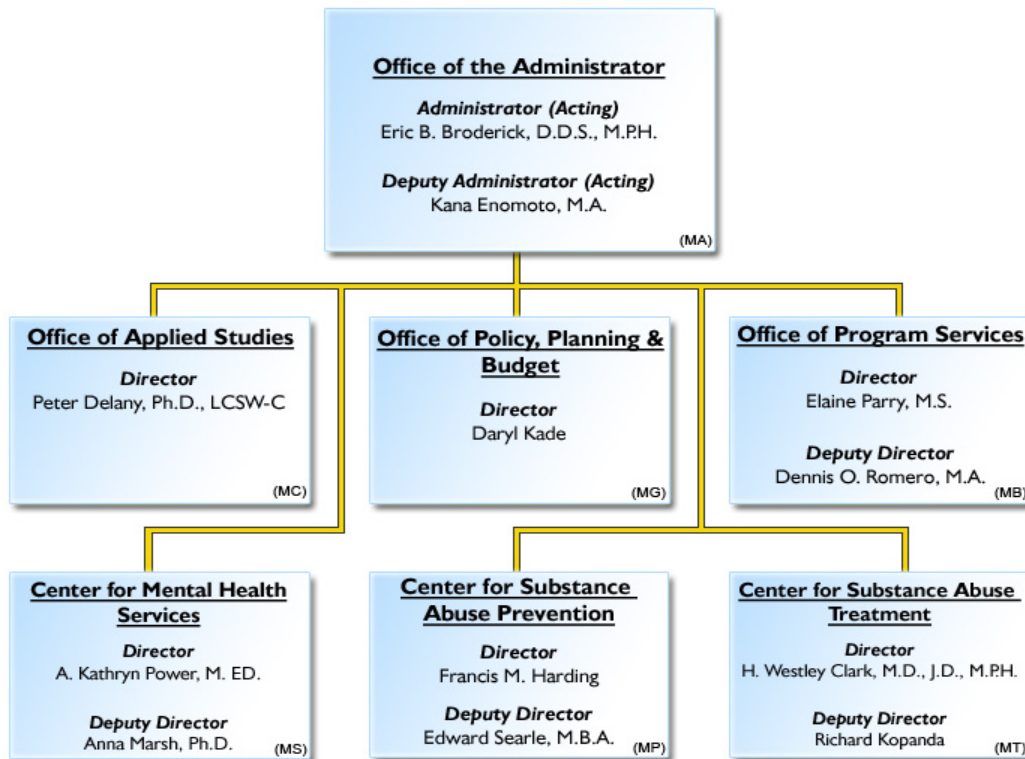 Office of the Administrator
Administrator (Acting)
Eric B. Broderick, D.D.S., M.P.H.
Deputy Administrator (Acting)
Kana Enomoto, M.A.
(MA)
Office of Applied Studies
Director
Peter Delany, Ph.D., LCSW-C
(MC)
Office of Policy, Planning &
Budget
Director
Daryl Kade
(MG)
Office of Program Services
Director
Elaine Parry, M.S.
Deputy Director
Dennis O. Romero, M.A.
(MB)
Center for Mental Health
Services
Director
A. Kathryn Power, M. ED.
Deputy Director
Anna Marsh, Ph.D.
(MS)
Center for Substance
Abuse Prevention
Director
Francis M. Harding
Deputy Director
Edward Searle, M.B.A.
(MP)
Center for Substance Abuse
Treatment
Director
H. Westley Clark, M.D., J.D., M.P.H.
Deputy Director
Richard Kopanda
(MT)